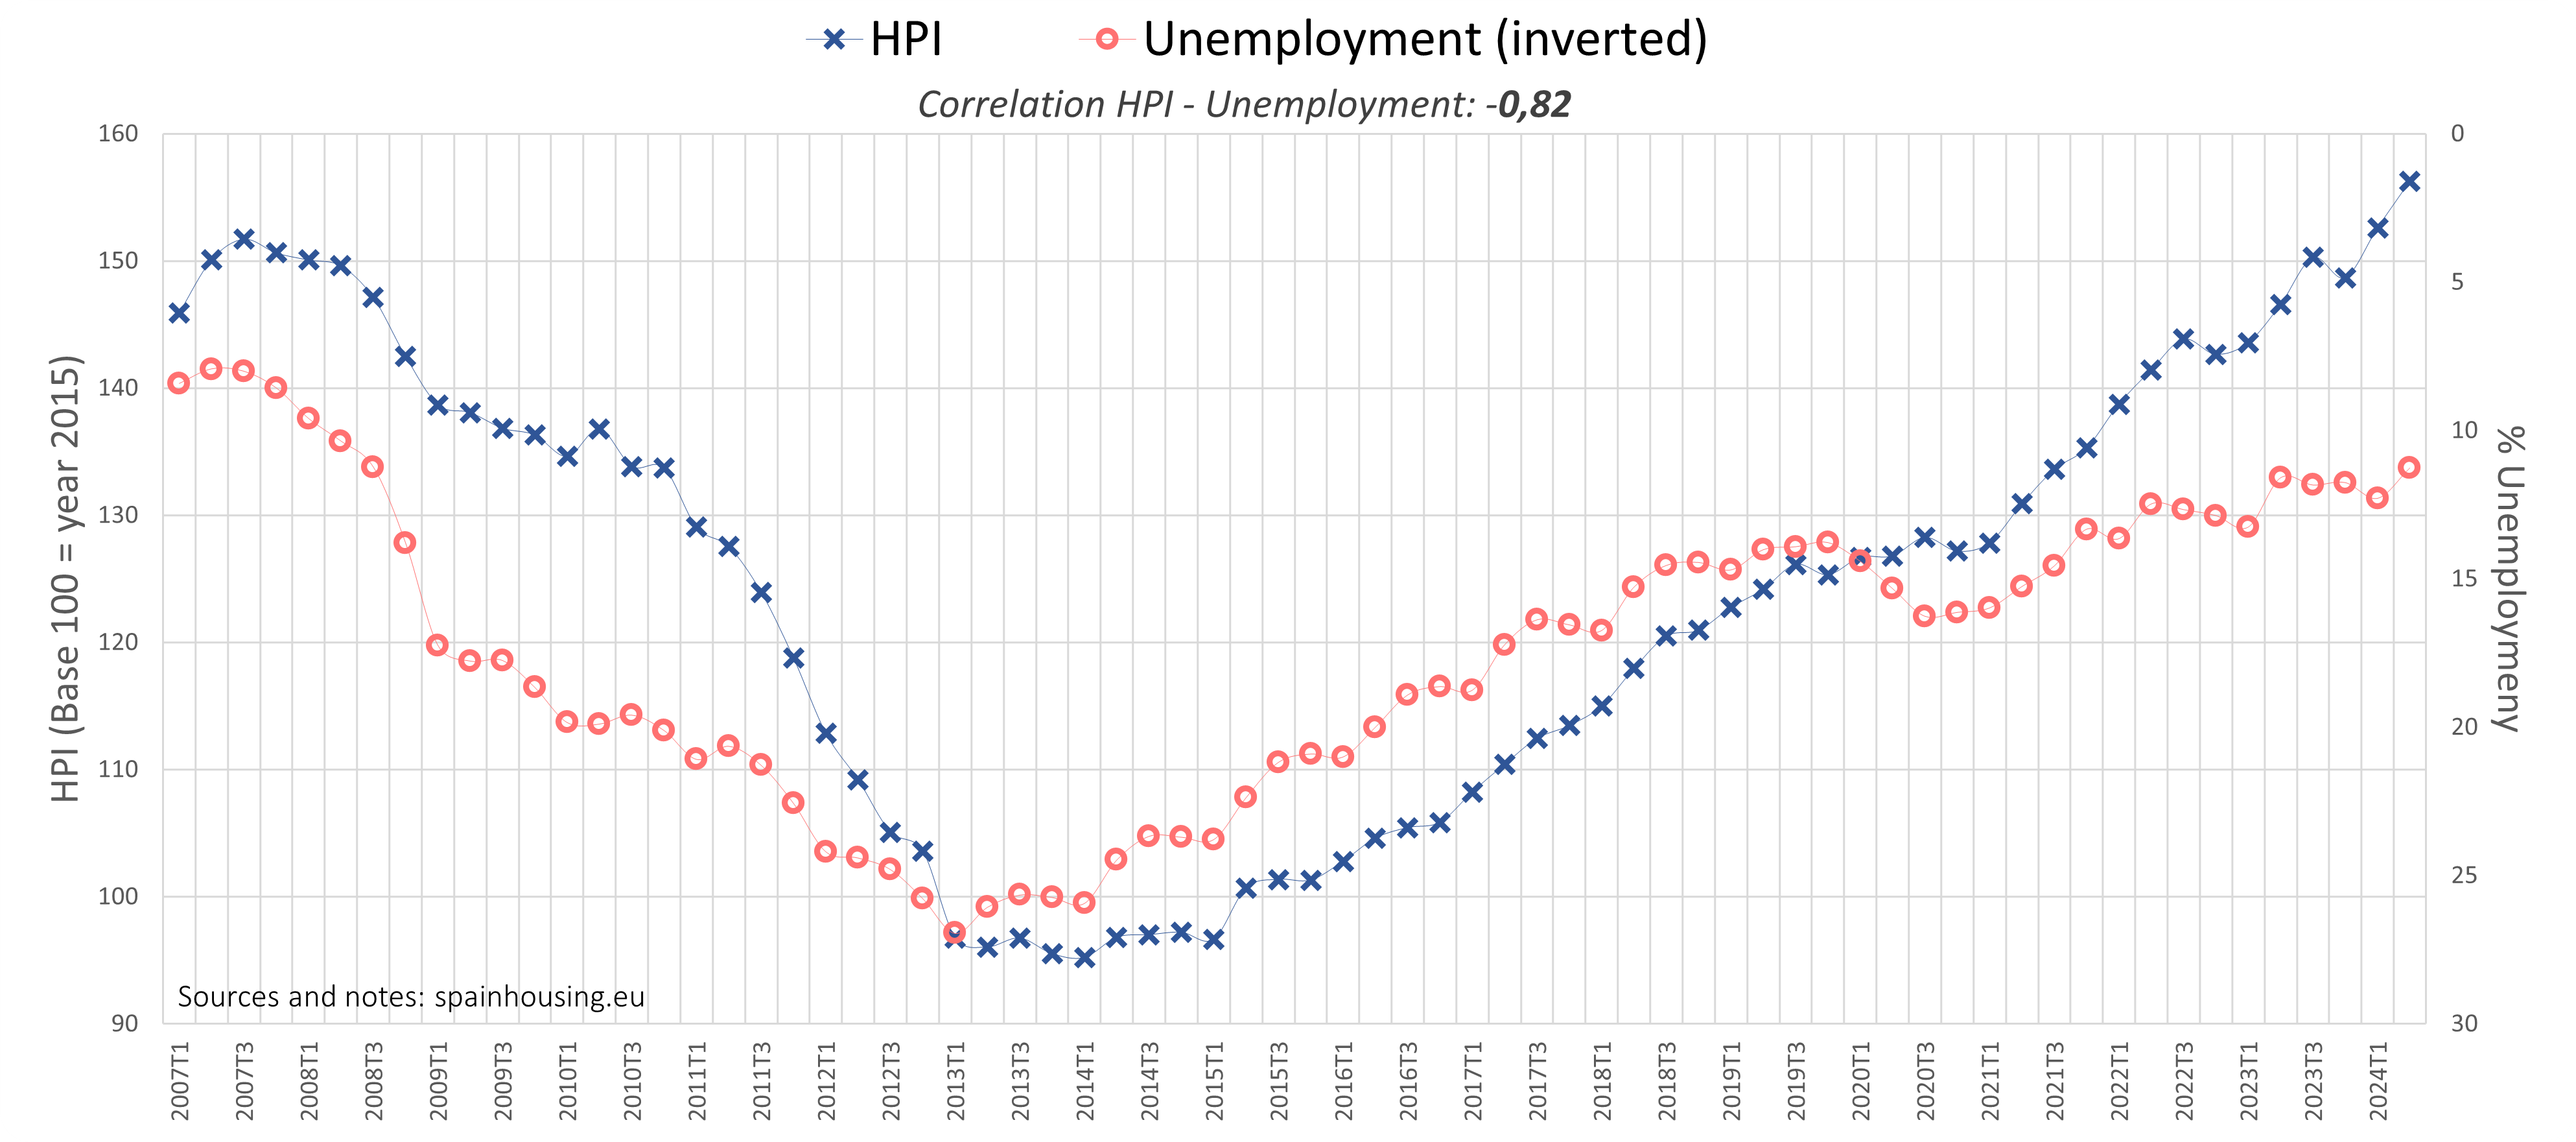 HPI
Unemployment (inverted)
Correlation HPI - Unemployment: -0,82
HPI (Base 100 = year 2015)
160
150
140
130
120
110
100
90
0
5
10
15
20
25
30
% Unemploymeny
Sources and notes: spainhousing.eu
2007T1
2007T3
2008T1
2008T3
2009T1
2009T3
2010T1
2010T3
2011T1
2011T3
2012T1
2012T3
2013T1
2013T3
2014T1
2014T3
2015T1
2015T3
2016T1
2016T3
2017T1
2017T3
2018T1
2018T3
2019T1
2019T3
2020T1
2020T3
2021T1
2021T3
2022T1
2022T3
2023T1
2023T3
2024T1